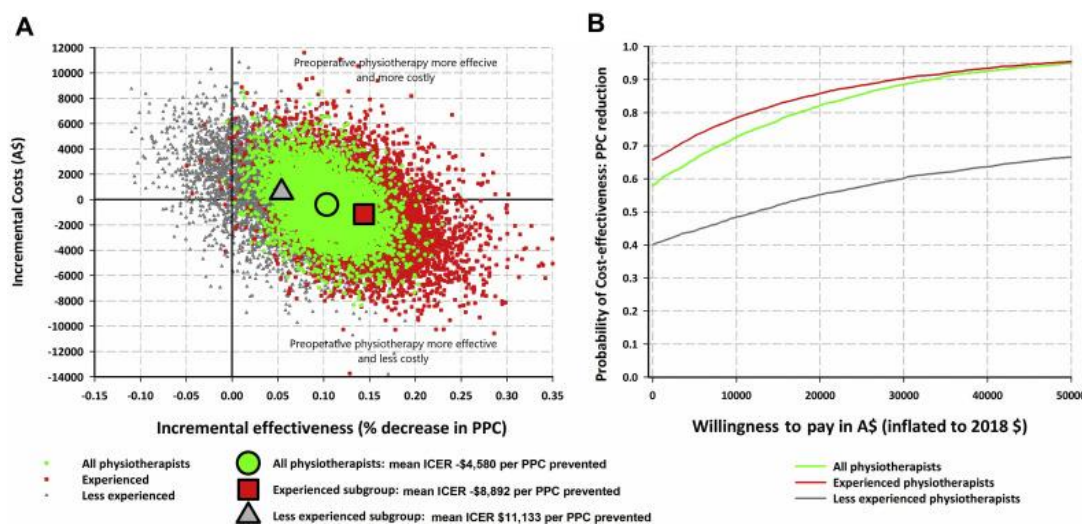 A
12000
10000
8000
6000
4000
2000
0
-2000
-4000
-6000
-8000
-10000
-12000
-14000
Incremental Costs (A$)
Preoperative physiotherapy more effecive
and more costly
Preoperative physiotherapy more effective
and less costly
-0.15 -0.10 -0.05 0.00 0.05 0.10 0.15 0.20 0.25 0.30 0.35
Incremental effectiveness (% decrease in PPC)
All physiotherapists
Experienced
Less experienced
All physiotherapists: mean ICER -$4,580 per PPC prevented
Experienced subgroup: mean ICER -$8,892 per PPC prevented
Less experienced subgroup: mean ICER $11,133 per PPC prevented
B
1.0
0.9
0.8
0.7
0.6
0.5
0.4
0.3
0.2
0.1
0.0
Probability of Cost-effectiveness: PPC reduction
0 10000 20000 30000 40000 50000
Willingness to pay in A$ (inflated to 2018 $)
All physiotherapists
Experienced physiotherapists
Less experienced physiotherapists